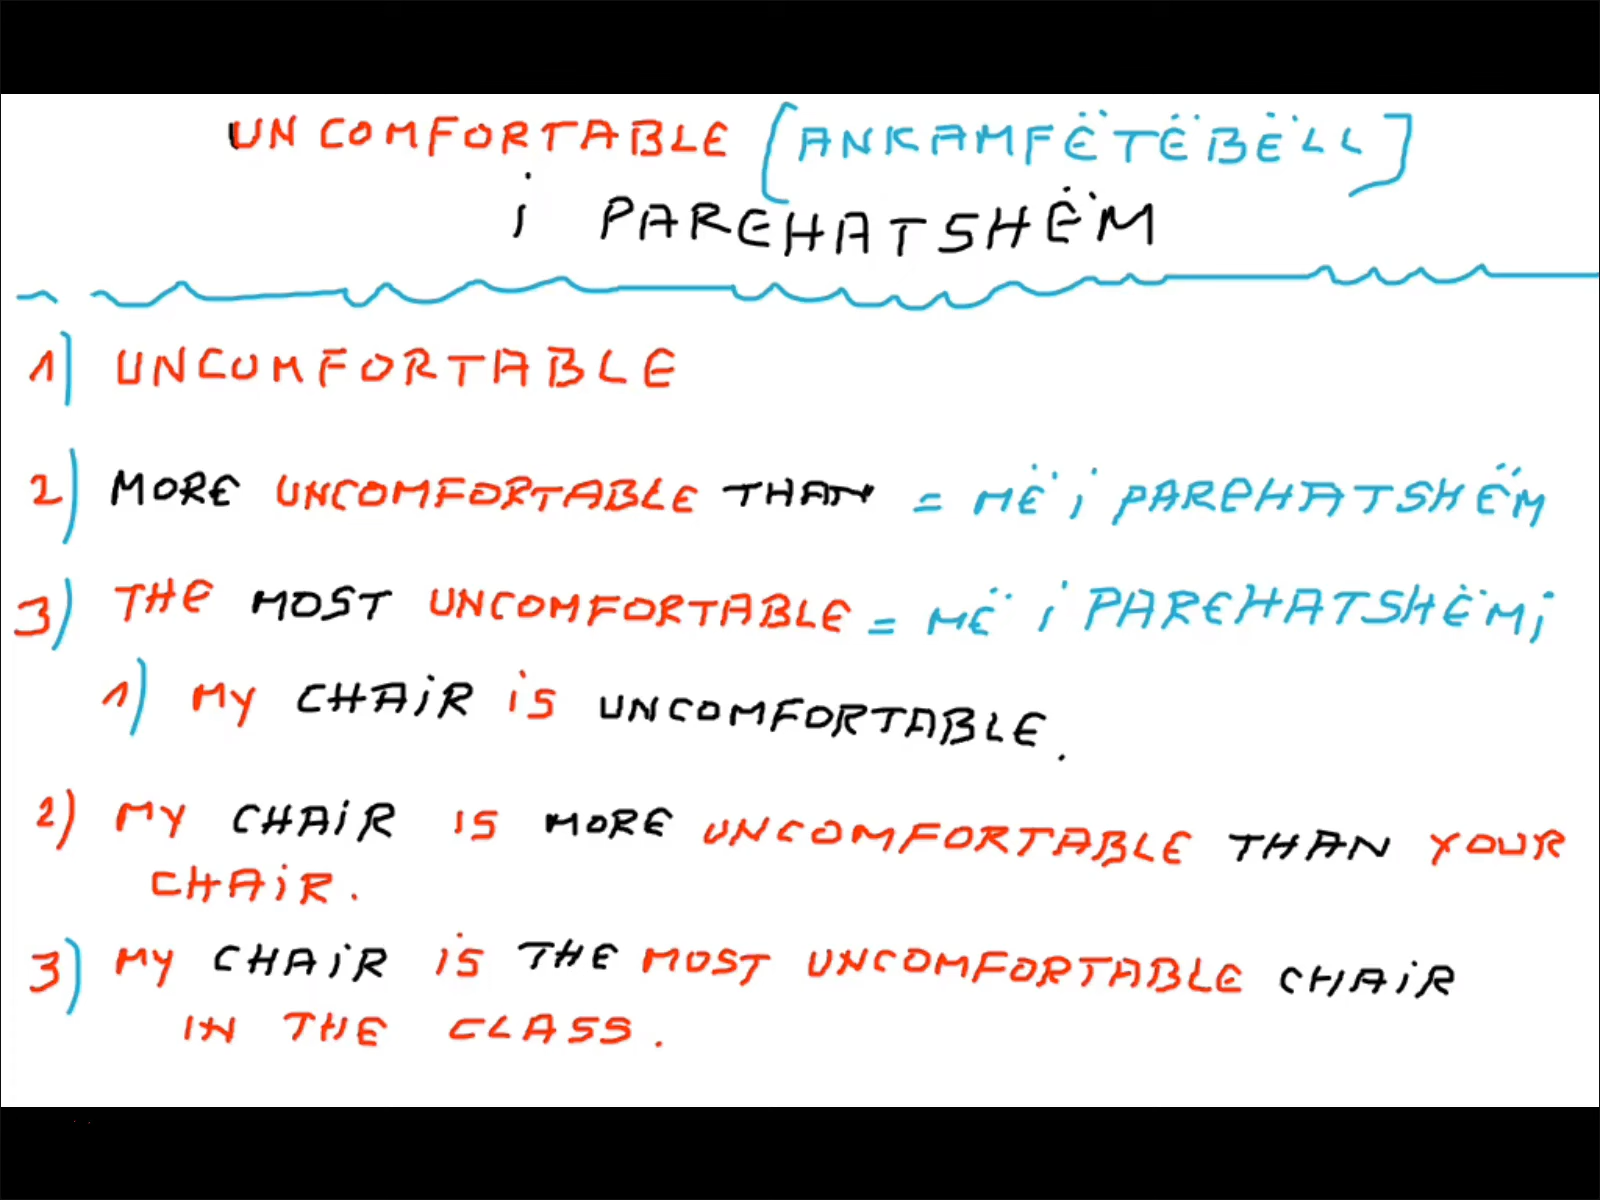 UNCOMFORTABLE [ANKAMFËTËBËLL]
i PAREHATSHËM
1) UNCOMFORTABLE
2) MORE UNCOMFORTABLE THAN = MË i PAREHATSHËM
3) THE MOST UNCOMFORTABLE = MË i PAREHATSHËMi
1) MY CHAiR iS UNCOMFORTABLE.
2) MY CHAiR IS MORE UNCOMFORTABLE THAN YOUR
CHAiR.
3) MY CHAiR iS THE MOST UNCOMFORTABLE CHAiR
IN THE CLASS.